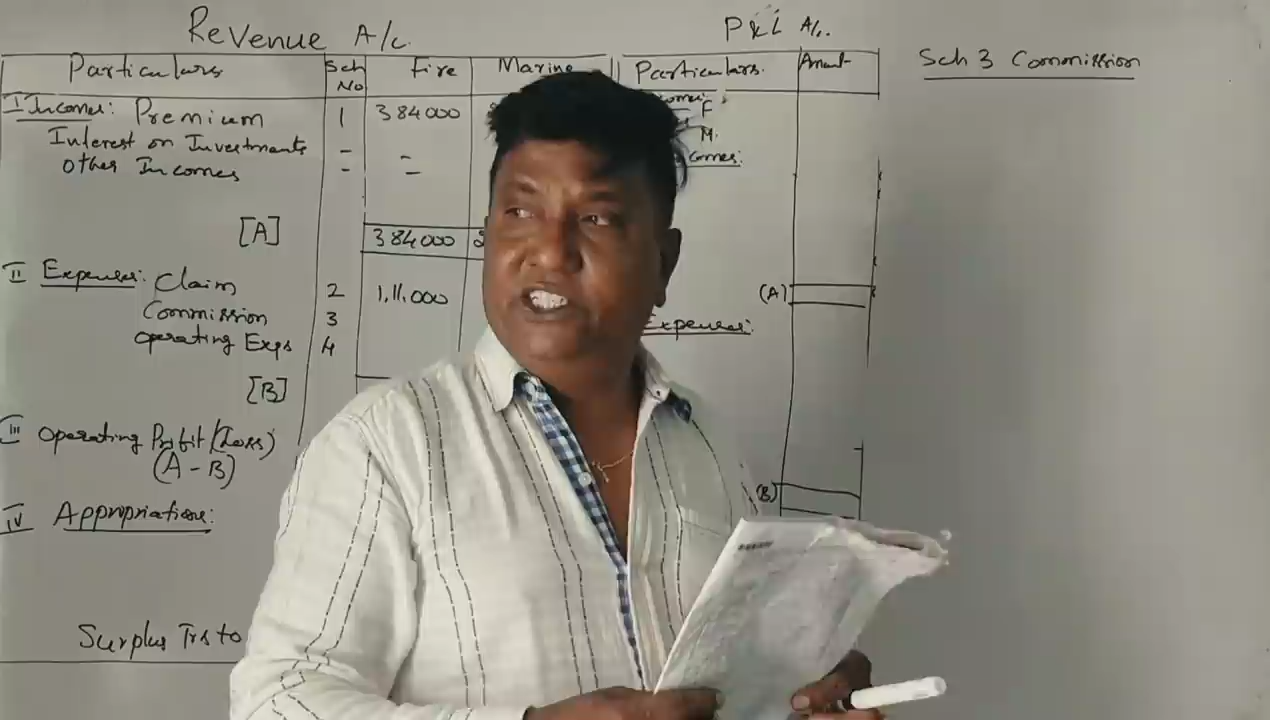 Revenue A/c.
Particulars Sch No Fire Marine
I Incomes: Premium 1 384000
Interest on Investments - -
Other Incomes - -
[A] 384000
II Expenses: Claim 2 1,11,000
Commission 3
Operating Exps 4
[B]
III Operating Profit/(Loss)
(A - B)
IV Appropriations:
Surplus Trs to
P&L A/c.
Particulars. Amount
F
M.
comes:
(A)
Expenses:
(B)
Sch 3 Commission